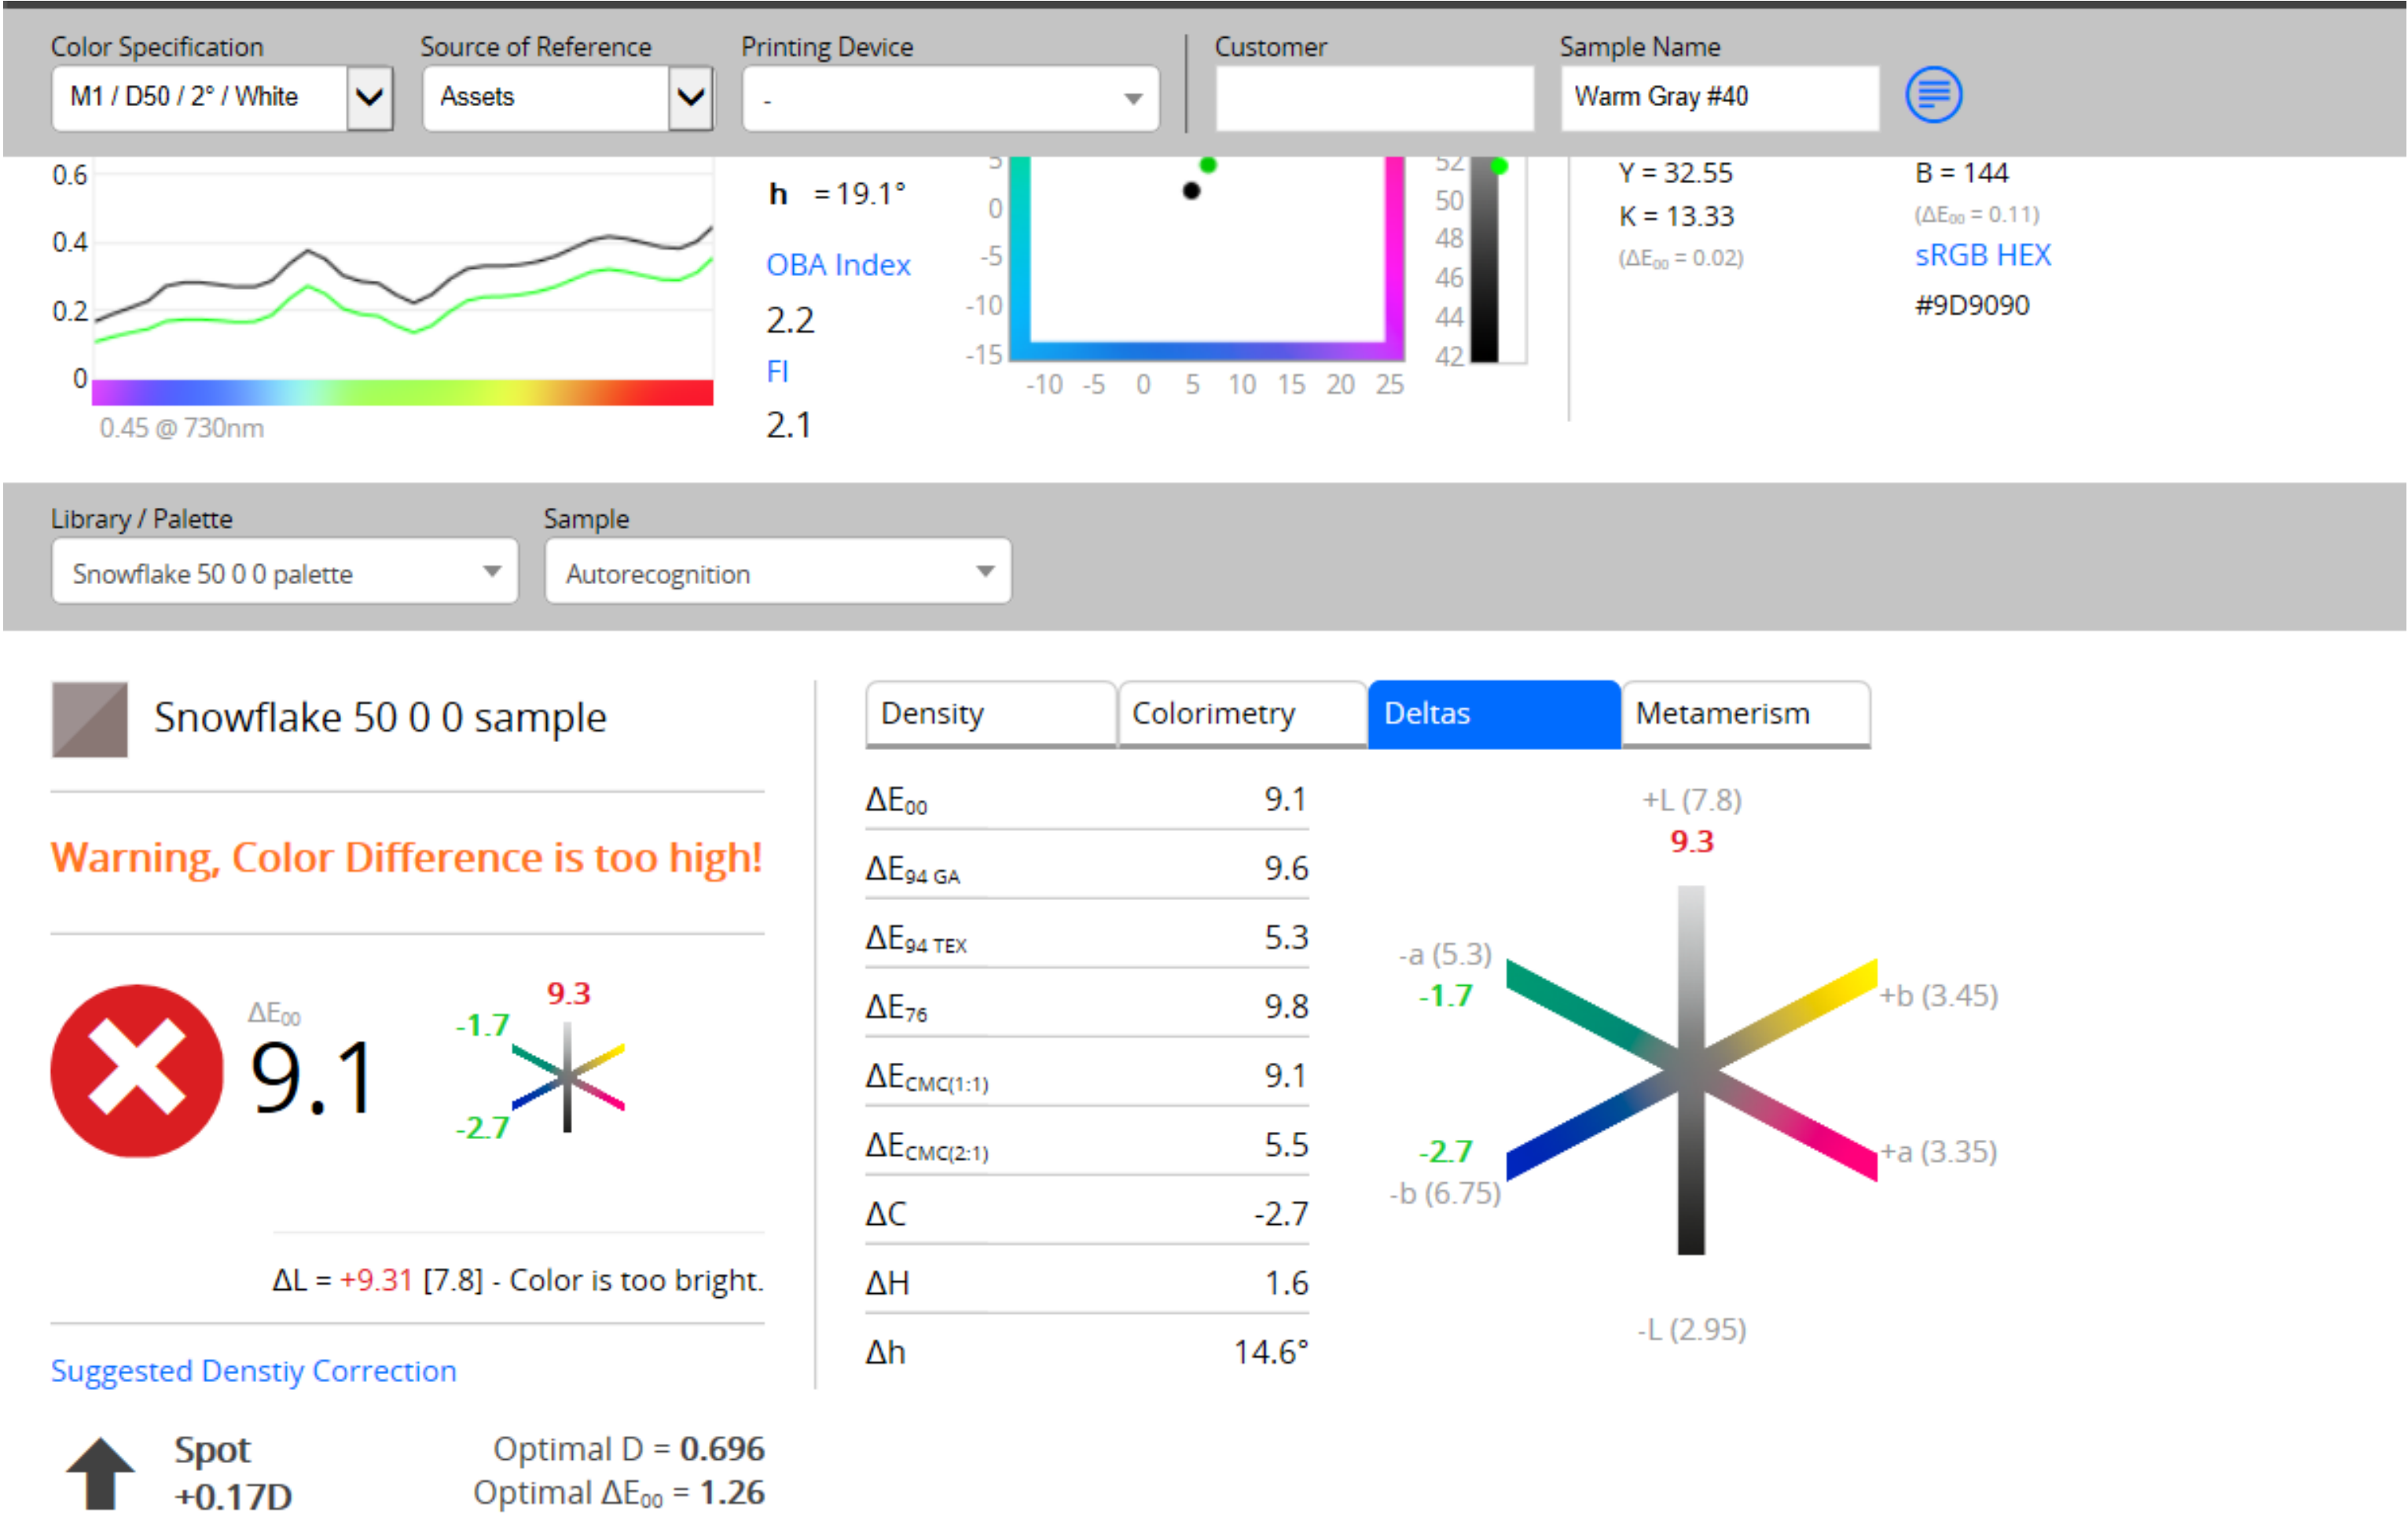 Color Specification
Source of Reference
Printing Device
Customer
Sample Name
M1 / D50 / 2° / White
Assets
-
Warm Gray #40
0.6
0.4
0.2
0
0.45 @ 730nm
h = 19.1°
OBA Index
2.2
FI
2.1
5
0
-5
-10
-15
-10 -5 0 5 10 15 20 25
52
50
48
46
44
42
Y = 32.55
K = 13.33
(ΔE₀₀ = 0.02)
B = 144
(ΔE₀₀ = 0.11)
sRGB HEX
#9D9090
Library / Palette
Sample
Snowflake 50 0 0 palette
Autorecognition
Snowflake 50 0 0 sample
Warning, Color Difference is too high!
ΔE₀₀
9.1
9.3
-1.7
-2.7
ΔL = +9.31 [7.8] - Color is too bright.
Suggested Denstiy Correction
Spot
+0.17D
Optimal D = 0.696
Optimal ΔE₀₀ = 1.26
Density
Colorimetry
Deltas
Metamerism
ΔE₀₀ 9.1
ΔE94 GA 9.6
ΔE94 TEX 5.3
ΔE76 9.8
ΔECMC(1:1) 9.1
ΔECMC(2:1) 5.5
ΔC -2.7
ΔH 1.6
Δh 14.6°
+L (7.8)
9.3
-a (5.3)
-1.7
+b (3.45)
-2.7
-b (6.75)
+a (3.35)
-L (2.95)